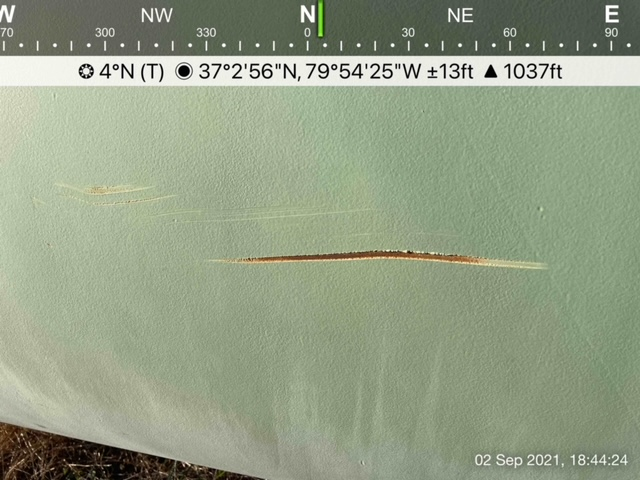 W NW N NE E
270 300 330 0 30 60 90
4°N (T) 37°2'56"N, 79°54'25"W ±13ft ▲ 1037ft
02 Sep 2021, 18:44:24